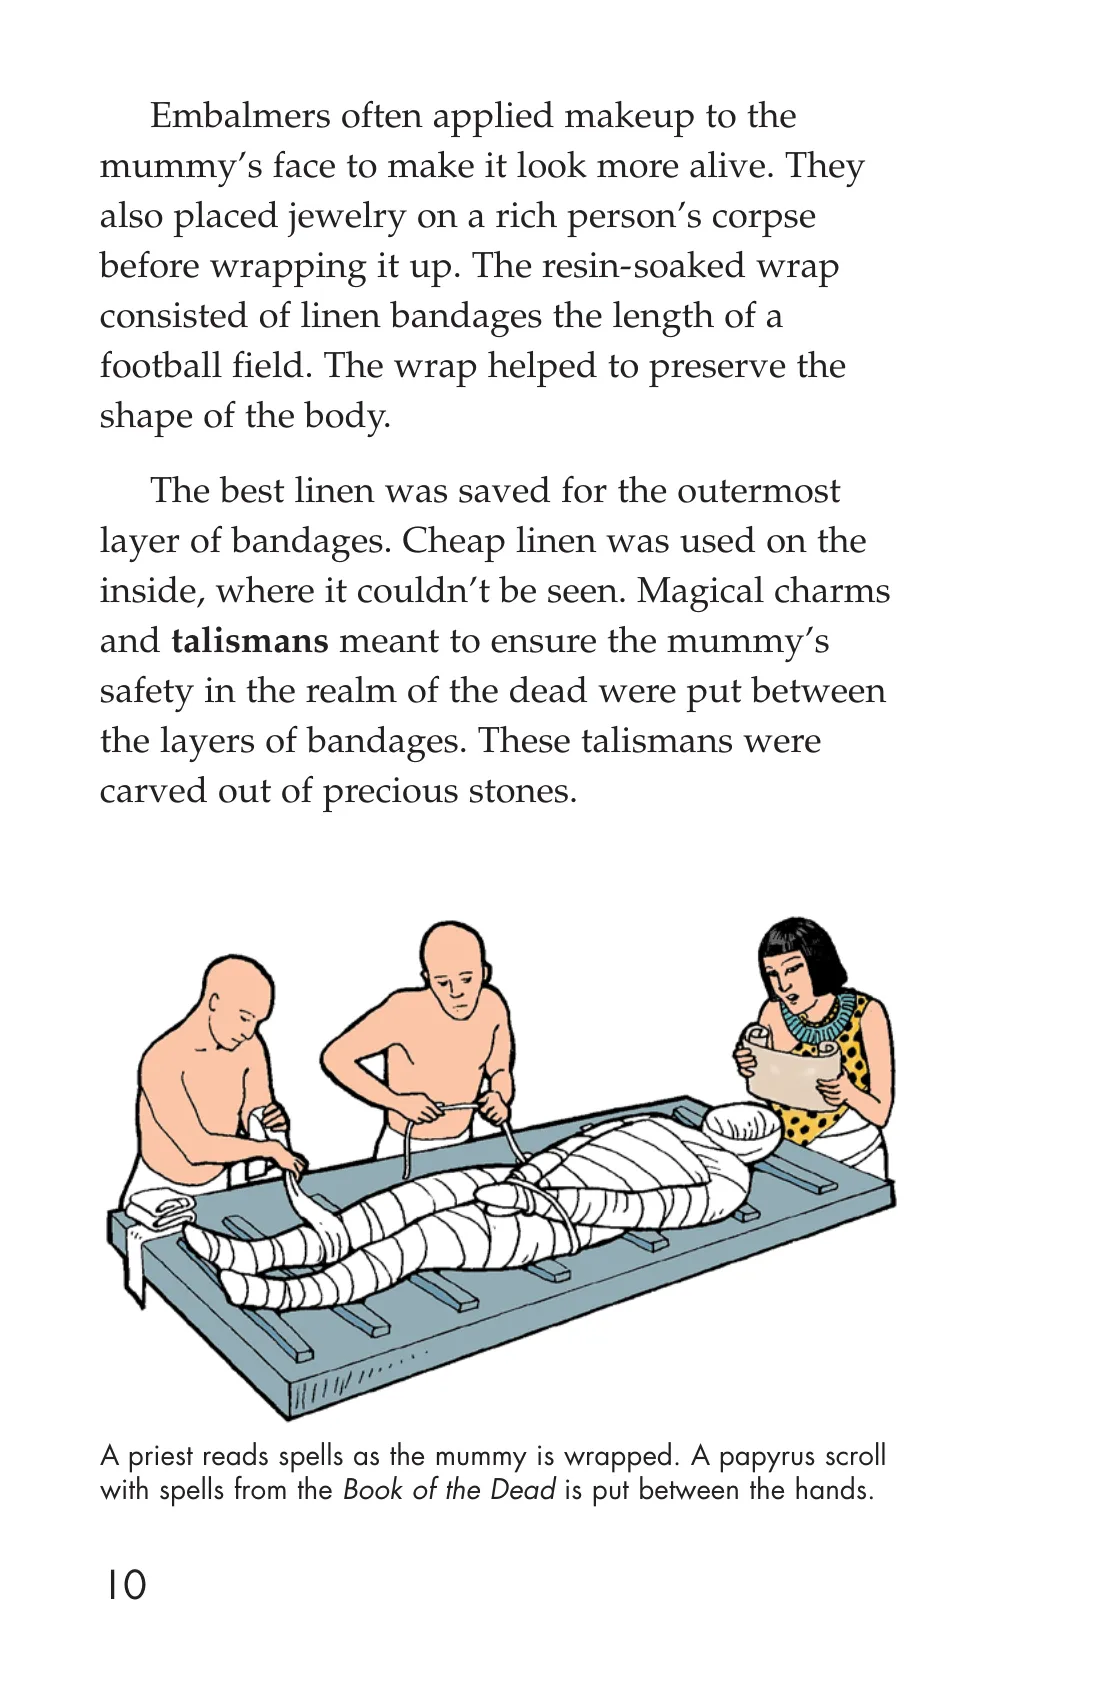 Embalmers often applied makeup to the
mummy’s face to make it look more alive. They
also placed jewelry on a rich person’s corpse
before wrapping it up. The resin-soaked wrap
consisted of linen bandages the length of a
football field. The wrap helped to preserve the
shape of the body.
The best linen was saved for the outermost
layer of bandages. Cheap linen was used on the
inside, where it couldn’t be seen. Magical charms
and talismans meant to ensure the mummy’s
safety in the realm of the dead were put between
the layers of bandages. These talismans were
carved out of precious stones.
A priest reads spells as the mummy is wrapped. A papyrus scroll
with spells from the Book of the Dead is put between the hands.
10